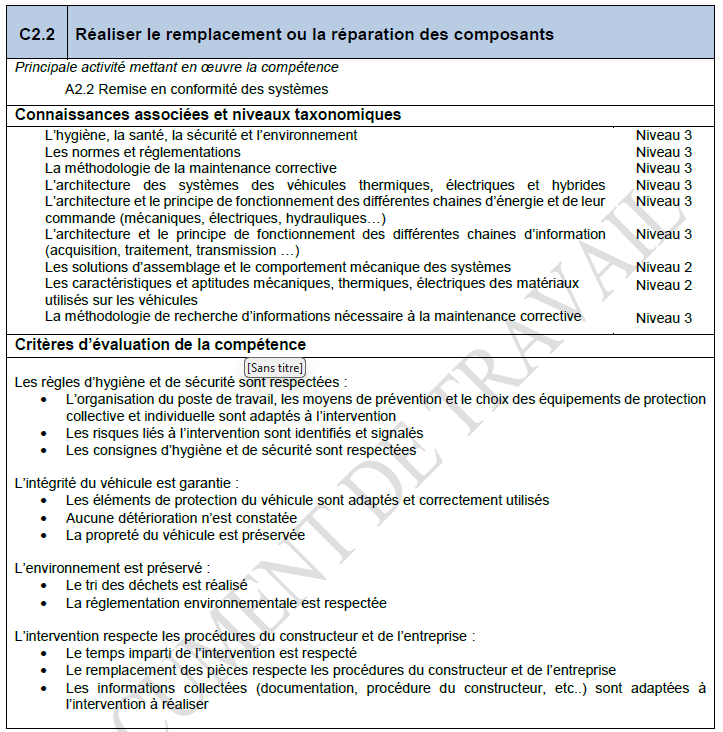 C2.2 Réaliser le remplacement ou la réparation des composants
Principale activité mettant en œuvre la compétence
A2.2 Remise en conformité des systèmes
Connaissances associées et niveaux taxonomiques
L'hygiène, la santé, la sécurité et l'environnement Niveau 3
Les normes et réglementations Niveau 3
La méthodologie de la maintenance corrective Niveau 3
L'architecture des systèmes des véhicules thermiques, électriques et hybrides Niveau 3
L'architecture et le principe de fonctionnement des différentes chaines d'énergie et de leur Niveau 3
commande (mécaniques, électriques, hydrauliques…)
L'architecture et le principe de fonctionnement des différentes chaines d'information Niveau 3
(acquisition, traitement, transmission …)
Les solutions d'assemblage et le comportement mécanique des systèmes Niveau 2
Les caractéristiques et aptitudes mécaniques, thermiques, électriques des matériaux Niveau 2
utilisés sur les véhicules
La méthodologie de recherche d'informations nécessaire à la maintenance corrective Niveau 3
Critères d'évaluation de la compétence
[Sans titre]
Les règles d'hygiène et de sécurité sont respectées :
• L'organisation du poste de travail, les moyens de prévention et le choix des équipements de protection
collective et individuelle sont adaptés à l'intervention
• Les risques liés à l'intervention sont identifiés et signalés
• Les consignes d'hygiène et de sécurité sont respectées
L'intégrité du véhicule est garantie :
• Les éléments de protection du véhicule sont adaptés et correctement utilisés
• Aucune détérioration n'est constatée
• La propreté du véhicule est préservée
L'environnement est préservé :
• Le tri des déchets est réalisé
• La réglementation environnementale est respectée
L'intervention respecte les procédures du constructeur et de l'entreprise :
• Le temps imparti de l'intervention est respecté
• Le remplacement des pièces respecte les procédures du constructeur et de l'entreprise
• Les informations collectées (documentation, procédure du constructeur, etc..) sont adaptées à
l'intervention à réaliser
CUMENT DE TRAVAIL